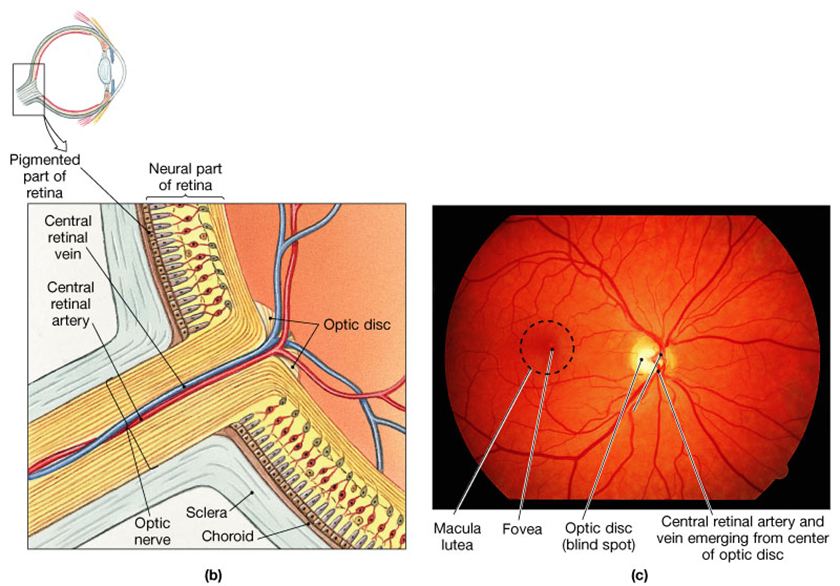 Pigmented
part of
retina
Neural part
of retina
Central
retinal
vein
Central
retinal
artery
Optic disc
Optic
nerve
Sclera
Choroid
(b)
Macula
lutea
Fovea
Optic disc
(blind spot)
Central retinal artery and
vein emerging from center
of optic disc
(c)